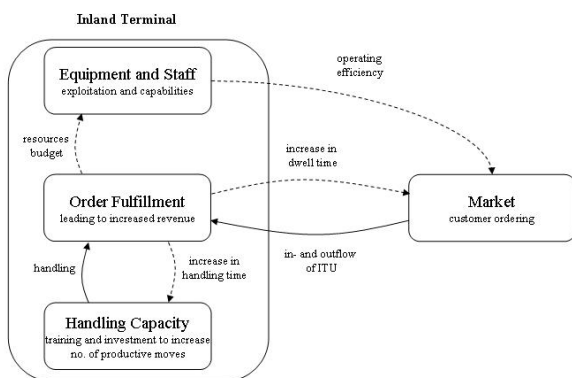 Inland Terminal
Equipment and Staff
exploitation and capabilities
operating
efficiency
resources
budget
increase in
dwell time
Order Fulfillment
leading to increased revenue
Market
customer ordering
handling
increase in
handling time
in- and outflow
of ITU
Handling Capacity
training and investment to increase
no. of productive moves